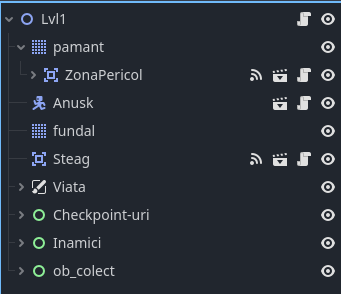 Lvl1
pamant
ZonaPericol
Anusk
fundal
Steag
Viata
Checkpoint-uri
Inamici
ob_colect